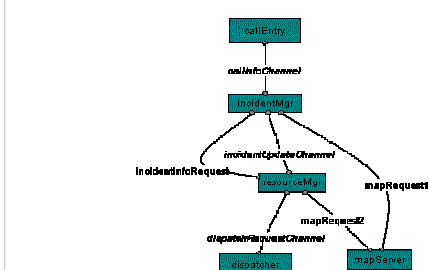 callEntry
callInfoChannel
incidentMgr
incidentUpdateChannel
incidentInfoRequest
resourceMgr
mapRequest1
mapRequest2
dispatchRequestChannel
mapServer
dispatcher